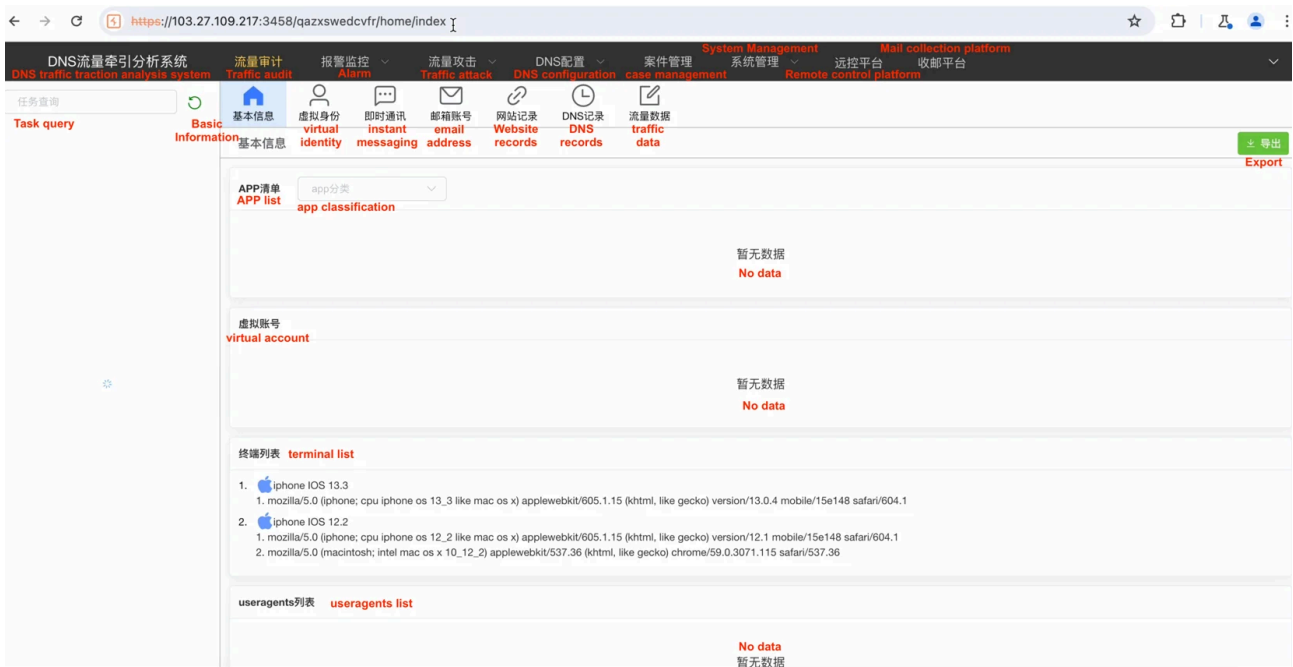 https://103.27.109.217:3458/qazxswedcvfr/home/index
System Management Mail collection platform
DNS流量牵引分析系统 流量审计 报警监控 流量攻击 DNS配置 案件管理 系统管理 远控平台 收邮平台
DNS traffic traction analysis system Traffic audit Alarm Traffic attack DNS configuration case management Remote control platform
任务查询
Task query
基本信息 虚拟身份 即时通讯 邮箱账号 网站记录 DNS记录 流量数据
Basic Information virtual identity instant messaging email address Website records DNS records traffic data
基本信息
导出
Export
APP清单 app分类
APP list app classification
暂无数据
No data
虚拟账号
virtual account
暂无数据
No data
终端列表 terminal list
1. iphone IOS 13.3
1. mozilla/5.0 (iphone; cpu iphone os 13_3 like mac os x) applewebkit/605.1.15 (khtml, like gecko) version/13.0.4 mobile/15e148 safari/604.1
2. iphone IOS 12.2
1. mozilla/5.0 (iphone; cpu iphone os 12_2 like mac os x) applewebkit/605.1.15 (khtml, like gecko) version/12.1 mobile/15e148 safari/604.1
2. mozilla/5.0 (macintosh; intel mac os x 10_12_2) applewebkit/537.36 (khtml, like gecko) chrome/59.0.3071.115 safari/537.36
useragents列表 useragents list
No data
暂无数据